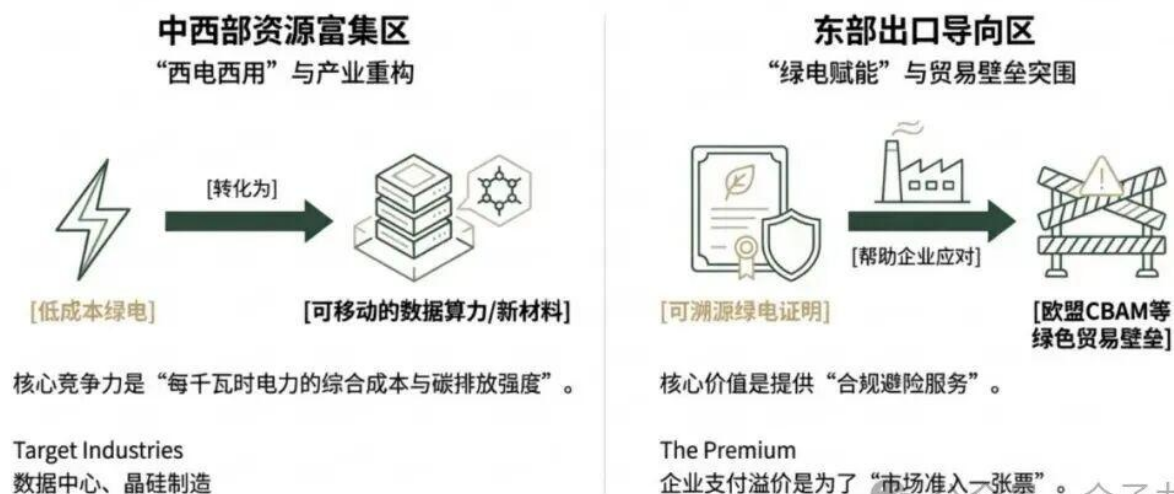 中西部资源富集区
“西电西用”与产业重构
[转化为]
[低成本绿电]
[可移动的数据算力/新材料]
核心竞争力是“每千瓦时电力的综合成本与碳排放强度”。
Target Industries
数据中心、晶硅制造
东部出口导向区
“绿电赋能”与贸易壁垒突围
[帮助企业应对]
[可溯源绿电证明]
[欧盟CBAM等
绿色贸易壁垒]
核心价值是提供“合规避险服务”。
The Premium
企业支付溢价是为了“市场准入一张票”。